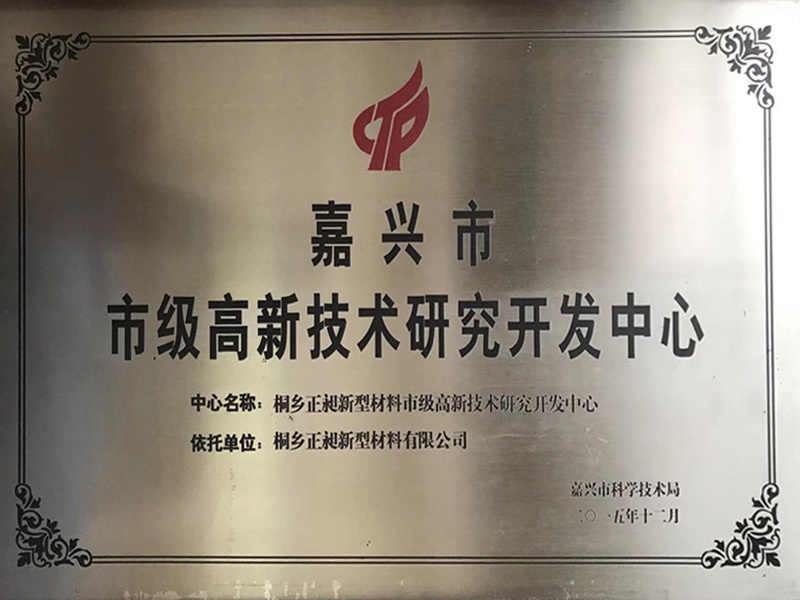 CTP
嘉兴市
市级高新技术研究开发中心
中心名称：桐乡正昶新型材料市级高新技术研究开发中心
依托单位：桐乡正昶新型材料有限公司
嘉兴市科学技术局
二〇一五年十二月